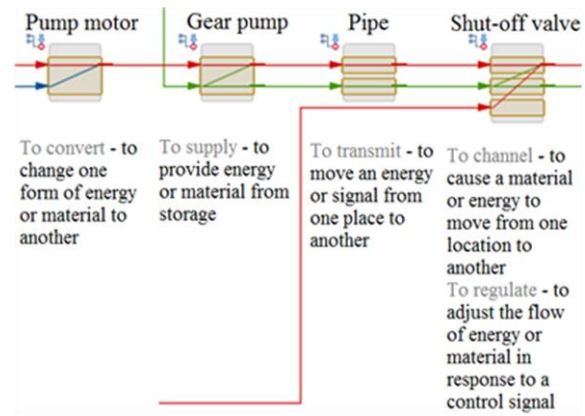 Pump motor
Gear pump
Pipe
Shut-off valve
To convert - to
change one
form of energy
or material to
another
To supply - to
provide energy
or material from
storage
To transmit - to
move an energy
or signal from
one place to
another
To channel - to
cause a material
or energy to
move from one
location to
another
To regulate - to
adjust the flow
of energy or
material in
response to a
control signal